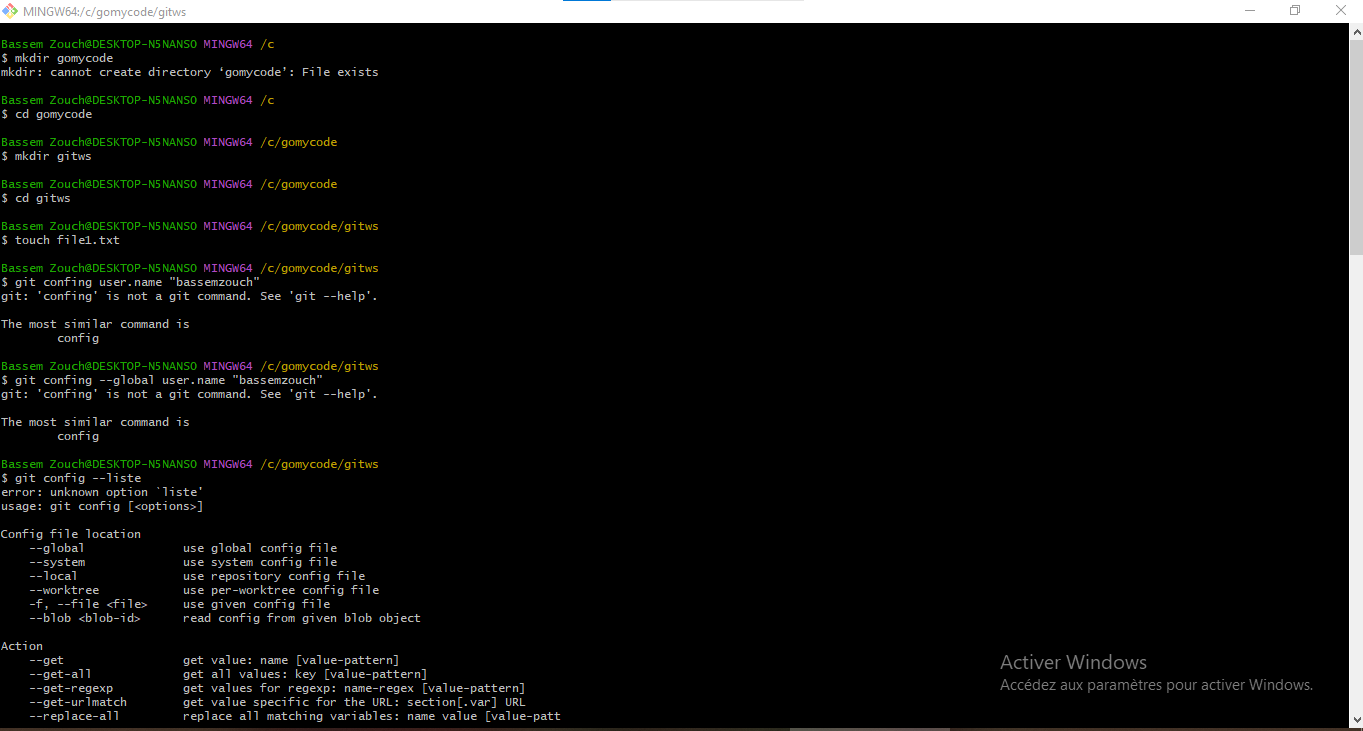 MINGW64:/c/gomycode/gitws
Bassem Zouch@DESKTOP-N5NANSO MINGW64 /c
$ mkdir gomycode
mkdir: cannot create directory ‘gomycode’: File exists
Bassem Zouch@DESKTOP-N5NANSO MINGW64 /c
$ cd gomycode
Bassem Zouch@DESKTOP-N5NANSO MINGW64 /c/gomycode
$ mkdir gitws
Bassem Zouch@DESKTOP-N5NANSO MINGW64 /c/gomycode
$ cd gitws
Bassem Zouch@DESKTOP-N5NANSO MINGW64 /c/gomycode/gitws
$ touch file1.txt
Bassem Zouch@DESKTOP-N5NANSO MINGW64 /c/gomycode/gitws
$ git confing user.name "bassemzouch"
git: 'confing' is not a git command. See 'git --help'.
The most similar command is
config
Bassem Zouch@DESKTOP-N5NANSO MINGW64 /c/gomycode/gitws
$ git confing --global user.name "bassemzouch"
git: 'confing' is not a git command. See 'git --help'.
The most similar command is
config
Bassem Zouch@DESKTOP-N5NANSO MINGW64 /c/gomycode/gitws
$ git config --liste
error: unknown option `liste'
usage: git config [<options>]
Config file location
--global use global config file
--system use system config file
--local use repository config file
--worktree use per-worktree config file
-f, --file <file> use given config file
--blob <blob-id> read config from given blob object
Action
--get get value: name [value-pattern]
--get-all get all values: key [value-pattern]
--get-regexp get values for regexp: name-regex [value-pattern]
--get-urlmatch get value specific for the URL: section[.var] URL
--replace-all replace all matching variables: name value [value-patt
Activer Windows
Accédez aux paramètres pour activer Windows.